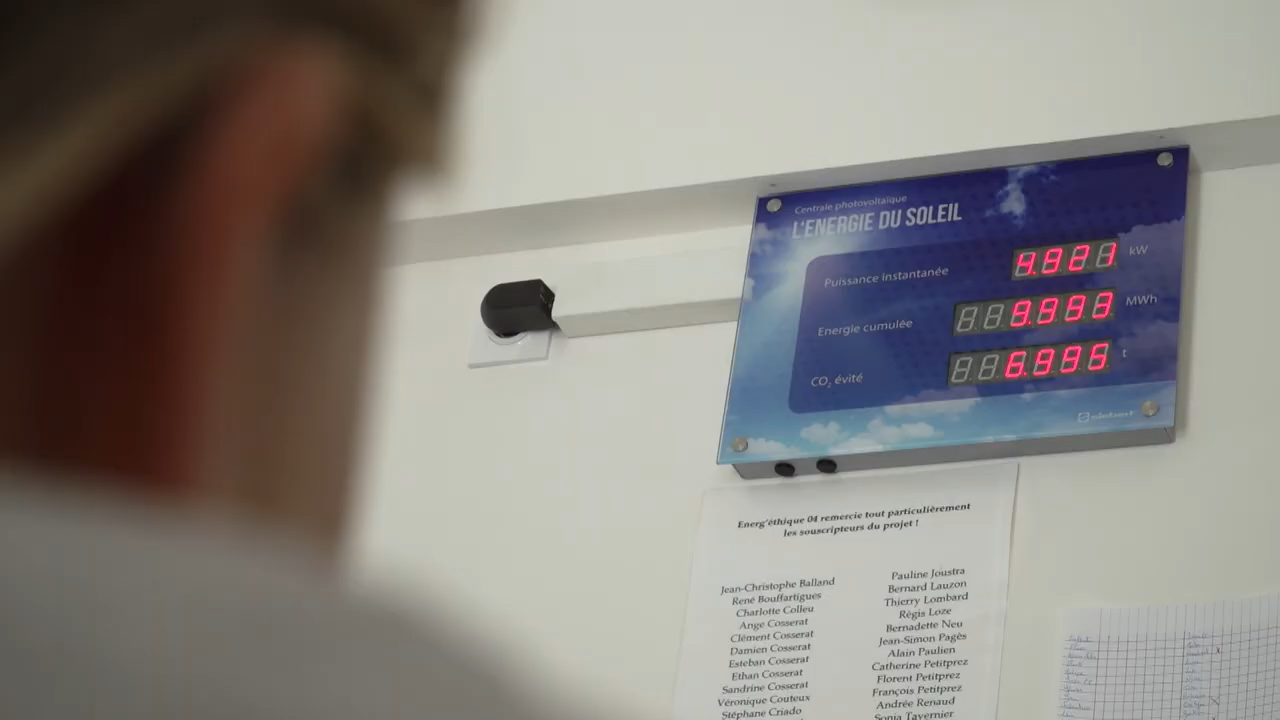 Centrale photovoltaïque
L'ENERGIE DU SOLEIL
Puissance instantanée
4.921 kW
Energie cumulée
MWh
CO₂ évité
t
Energ'éthique 04 remercie tout particulièrement
les souscripteurs du projet !
Jean-Christophe Balland
René Bouffartigues
Charlotte Colleu
Ange Cosserat
Clément Cosserat
Damien Cosserat
Esteban Cosserat
Ethan Cosserat
Sandrine Cosserat
Véronique Couteux
Stéphane Criado
Pauline Joustra
Bernard Lauzon
Thierry Lombard
Régis Loze
Bernadette Neu
Jean-Simon Pagès
Alain Paulien
Catherine Petitprez
Florent Petitprez
François Petitprez
Andrée Renaud
Sonia Tavernier